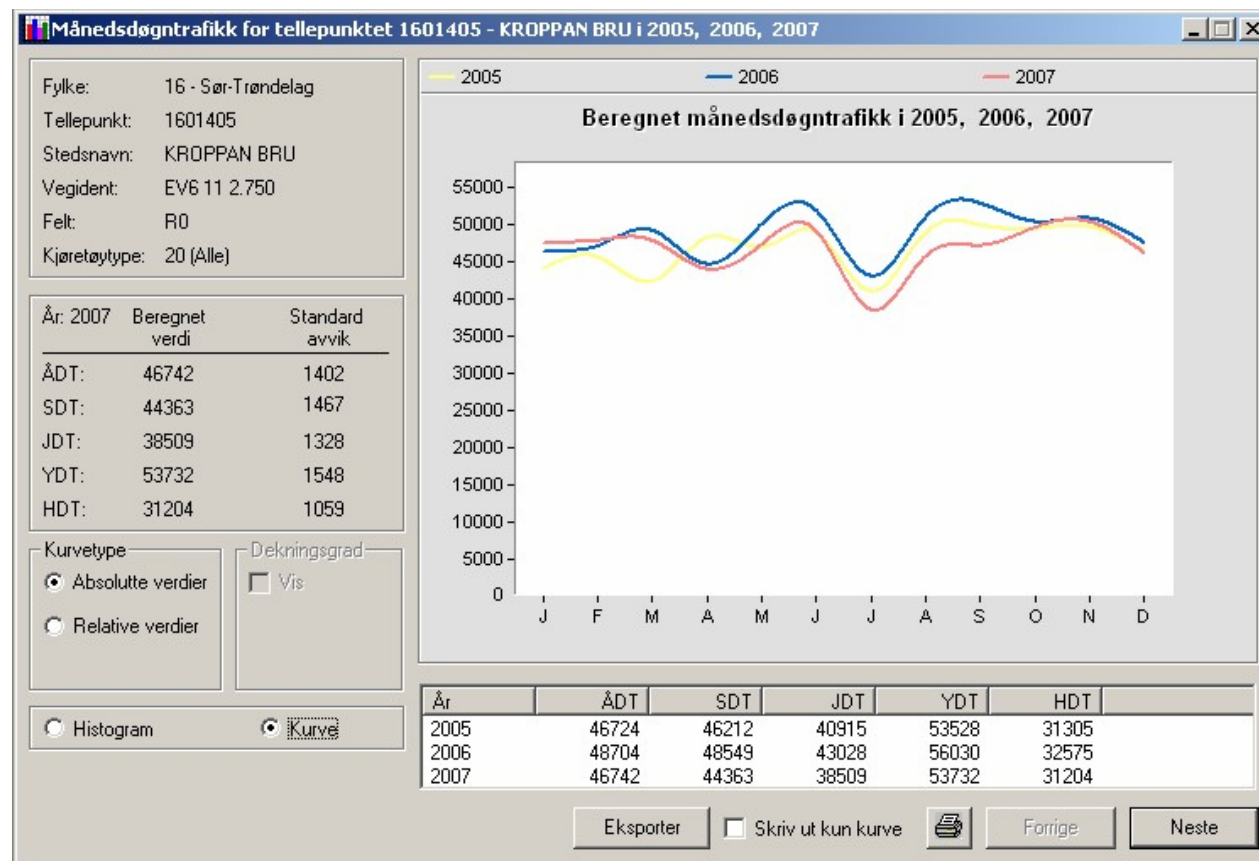 Månedsdøgntrafikk for tellepunktet 1601405 - KROPPAN BRU i 2005, 2006, 2007
Fylke: 16 - Sør-Trøndelag
Tellepunkt: 1601405
Stedsnavn: KROPPAN BRU
Vegident: EV6 11 2.750
Felt: R0
Kjøretøytype: 20 (Alle)
År: 2007 Beregnet verdi Standard avvik
ÅDT: 46742 1402
SDT: 44363 1467
JDT: 38509 1328
YDT: 53732 1548
HDT: 31204 1059
Kurvetype
Absolutte verdier
Relative verdier
Dekningsgrad
Vis
Histogram Kurve
2005 2006 2007
Beregnet månedsdøgntrafikk i 2005, 2006, 2007
55000
50000
45000
40000
35000
30000
25000
20000
15000
10000
5000
0
J F M A M J J A S O N D
År ÅDT SDT JDT YDT HDT
2005 46724 46212 40915 53528 31305
2006 48704 48549 43028 56030 32575
2007 46742 44363 38509 53732 31204
Eksporter Skriv ut kun kurve Forrige Neste